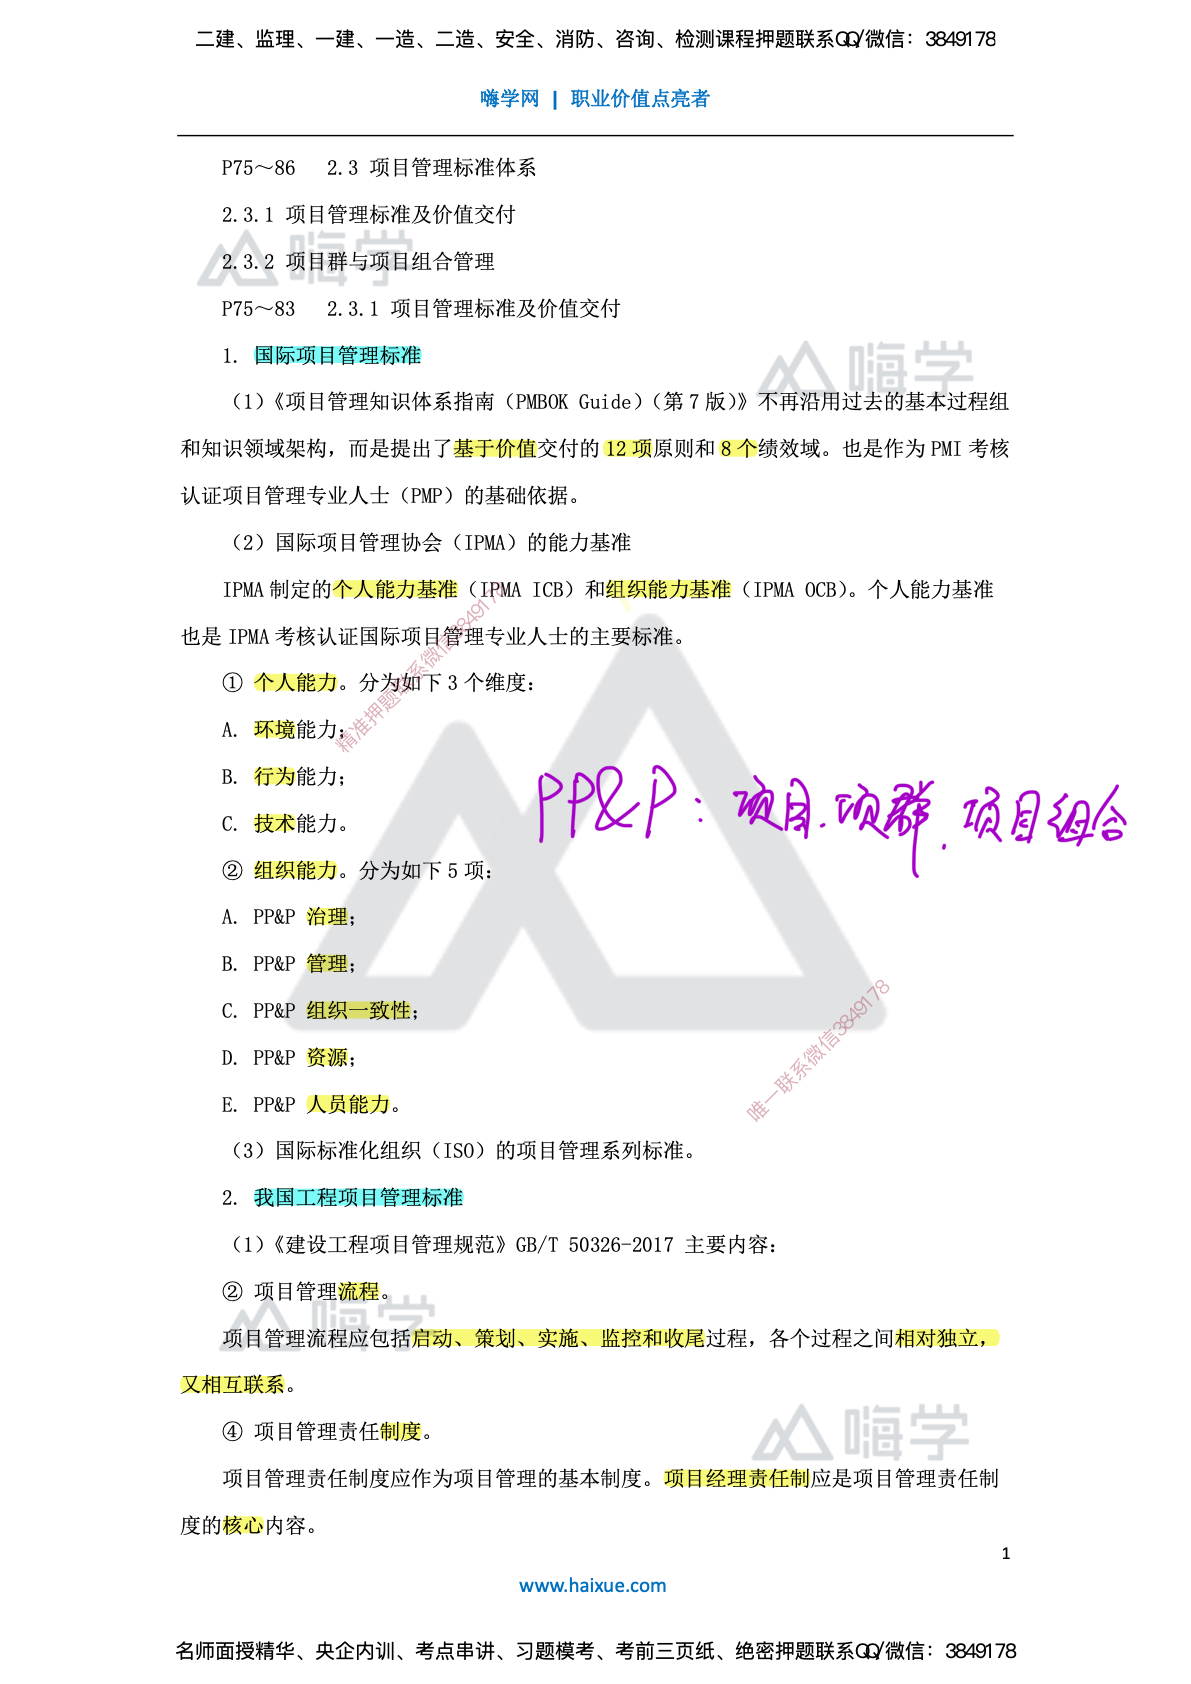 二建、监理、一建、一造、二造、安全、消防、咨询、检测课程押题联系QQ/微信：3849178
嗨学网 | 职业价值点亮者
P75～86 2.3 项目管理标准体系
2.3.1 项目管理标准及价值交付
嗨学
2.3.2 项目群与项目组合管理
P75～83 2.3.1 项目管理标准及价值交付
1. 国际项目管理标准
嗨学
（1）《项目管理知识体系指南（PMBOK Guide）（第 7 版）》不再沿用过去的基本过程组
和知识领域架构，而是提出了基于价值交付的 12 项原则和 8 个绩效域。也是作为 PMI 考核
认证项目管理专业人士（PMP）的基础依据。
（2）国际项目管理协会（IPMA）的能力基准
IPMA 制定的个人能力基准（IPMA ICB）和组织能力基准（IPMA OCB）。个人能力基准
也是 IPMA 考核认证国际项目管理专业人士的主要标准。
精准押题联系微信3849178
① 个人能力。分为如下 3 个维度：
A. 环境能力；
B. 行为能力；
PP&P：项目、项群、项目组合
C. 技术能力。
② 组织能力。分为如下 5 项：
A. PP&P 治理；
B. PP&P 管理；
C. PP&P 组织一致性；
D. PP&P 资源；
唯一联系微信3849178
E. PP&P 人员能力。
（3）国际标准化组织（ISO）的项目管理系列标准。
2. 我国工程项目管理标准
（1）《建设工程项目管理规范》GB/T 50326-2017 主要内容：
② 项目管理流程。
嗨学
项目管理流程应包括启动、策划、实施、监控和收尾过程，各个过程之间相对独立，
又相互联系。
④ 项目管理责任制度。
嗨学
项目管理责任制度应作为项目管理的基本制度。项目经理责任制应是项目管理责任制
度的核心内容。
1
www.haixue.com
名师面授精华、央企内训、考点串讲、习题模考、考前三页纸、绝密押题联系QQ/微信：3849178